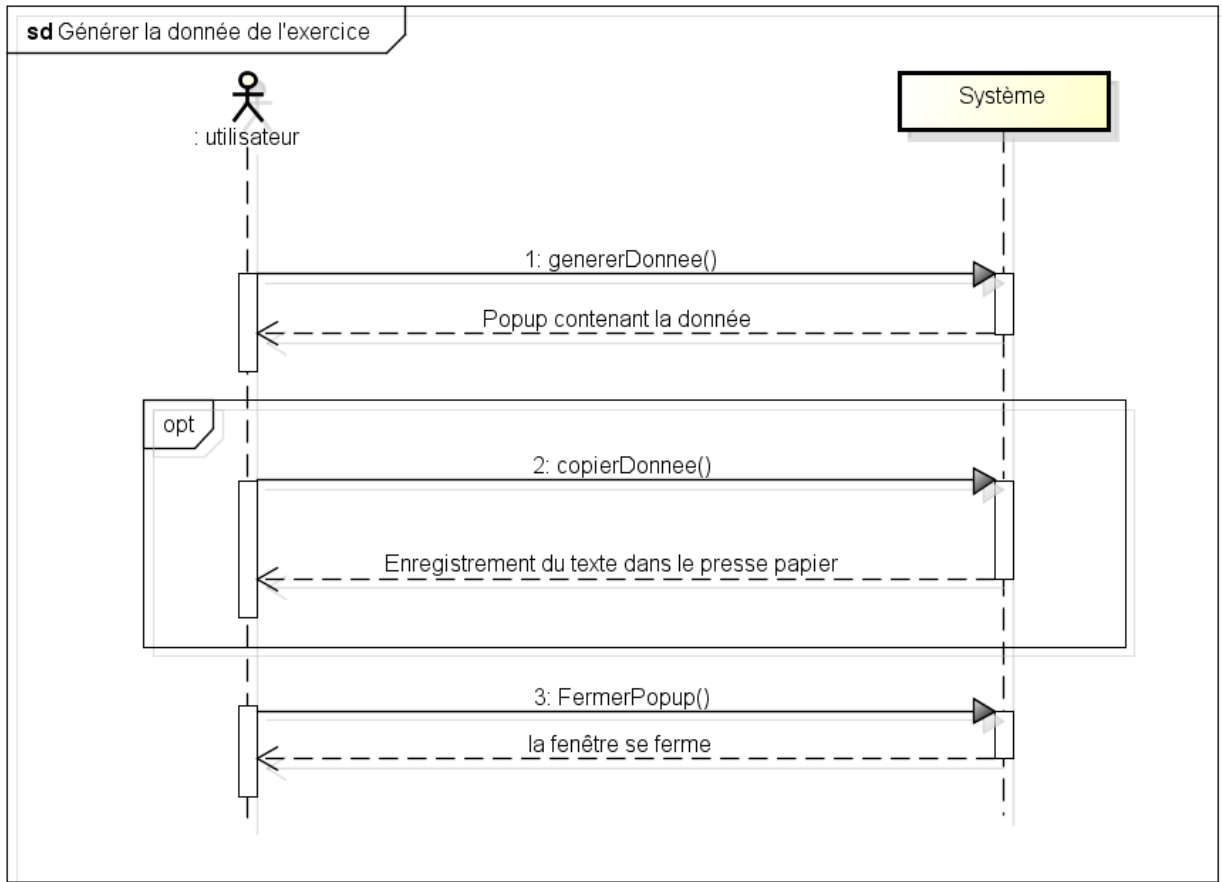 sd Générer la donnée de l'exercice
: utilisateur
Système
1: genererDonnee()
Popup contenant la donnée
opt
2: copierDonnee()
Enregistrement du texte dans le presse papier
3: FermerPopup()
la fenêtre se ferme